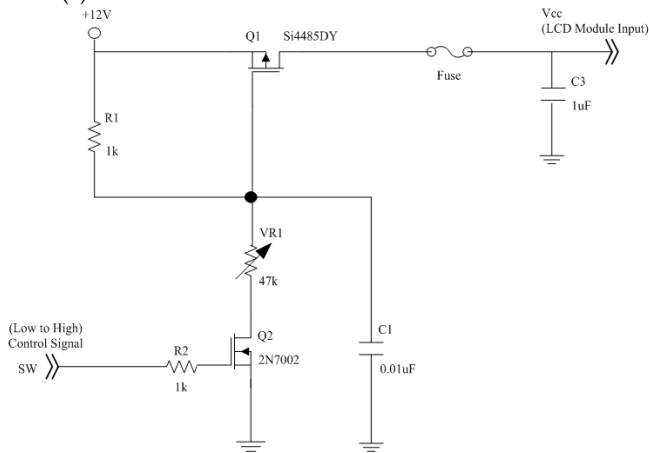 +12V
Q1
Si4485DY
Vcc
(LCD Module Input)
Fuse
C3
1uF
R1
1k
VR1
47k
(Low to High)
Control Signal
SW
R2
1k
Q2
2N7002
C1
0.01uF